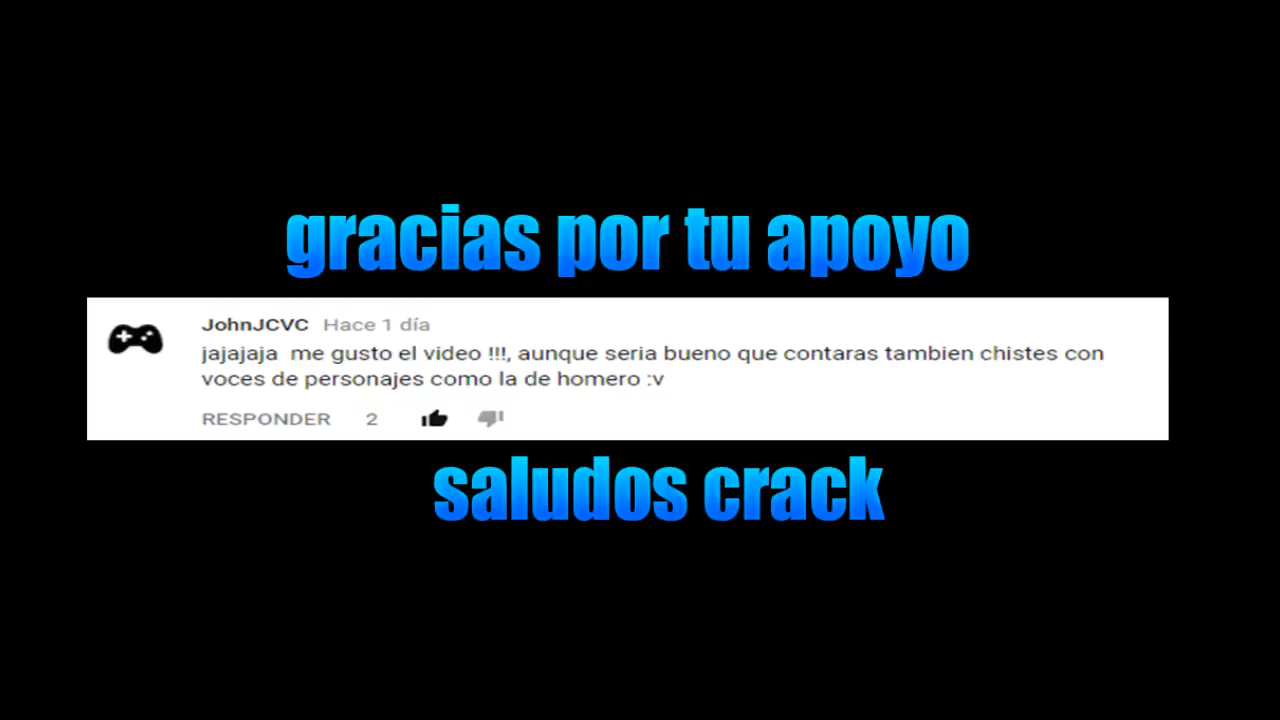 gracias por tu apoyo
JohnJCVC Hace 1 día
jajajaja me gusto el video !!!, aunque seria bueno que contaras tambien chistes con
voces de personajes como la de homero :v
RESPONDER 2
saludos crack